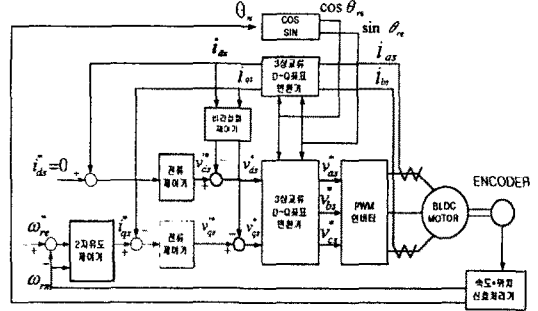 θre
COS
SIN
cos θre
sin θre
ids
iqs
ias
ibs
3상교류
D-Q좌표
변환기
비간섭형
제어기
i*ds=0
전류
제어기
v'*ds
v*ds
3상교류
D-Q좌표
변환기
v*as
v*bs
v*cs
PWM
인버터
BLDC
MOTOR
ENCODER
ω*re
2자유도
제어기
i*qs
전류
제어기
v'*qs
v*qs
ωre
속도·위치
신호처리기